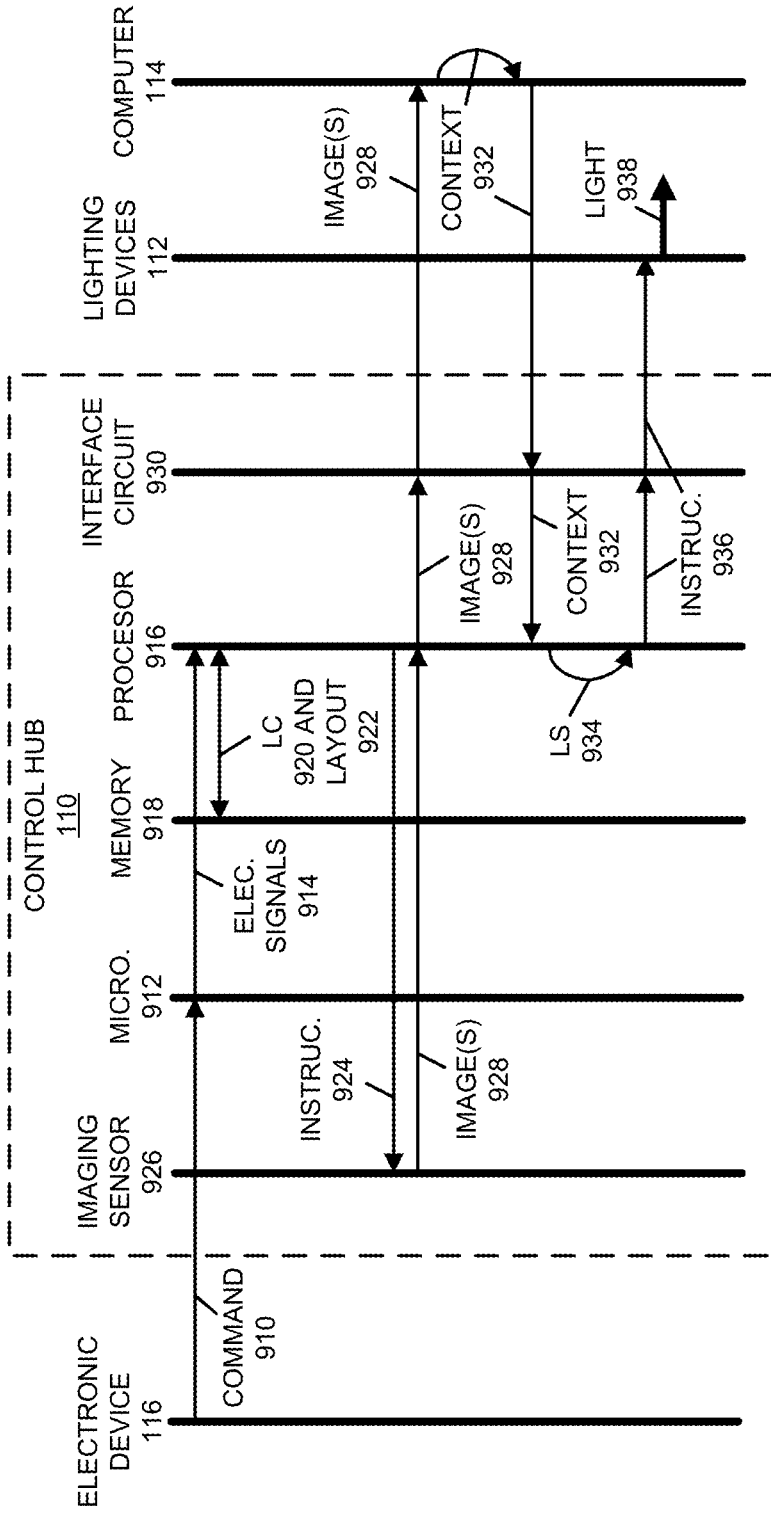 CONTROL HUB
110
ELECTRONIC
DEVICE
116
IMAGING
SENSOR
926
MICRO.
912
MEMORY
918
PROCESOR
916
INTERFACE
CIRCUIT
930
LIGHTING
DEVICES
112
COMPUTER
114
COMMAND
910
ELEC.
SIGNALS
914
LC
920 AND
LAYOUT
922
INSTRUC.
924
IMAGE(S)
928
IMAGE(S)
928
IMAGE(S)
928
CONTEXT
932
CONTEXT
932
LS
934
INSTRUC.
936
LIGHT
938